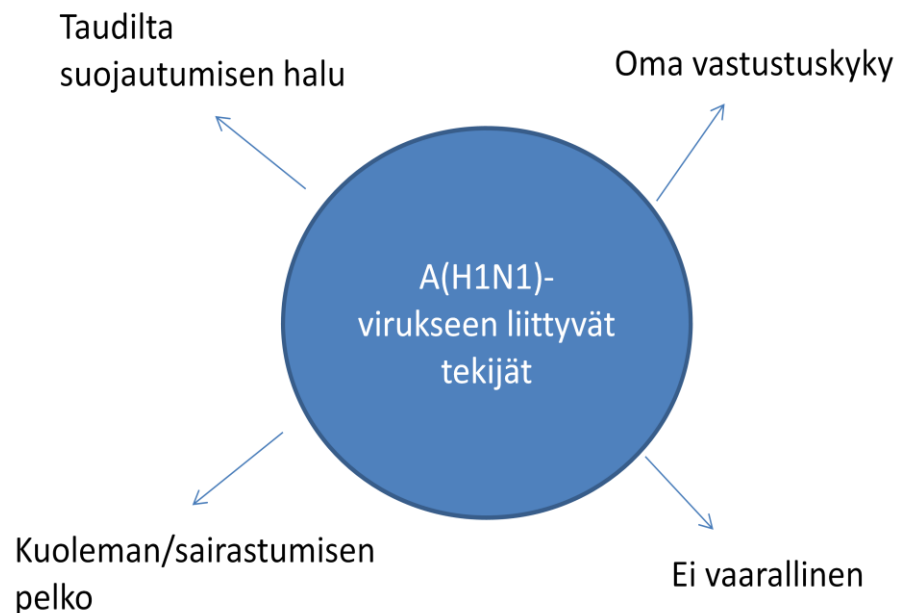 Taudilta
suojautumisen halu
Oma vastustuskyky
A(H1N1)-
virukseen liittyvät
tekijät
Kuoleman/sairastumisen
pelko
Ei vaarallinen